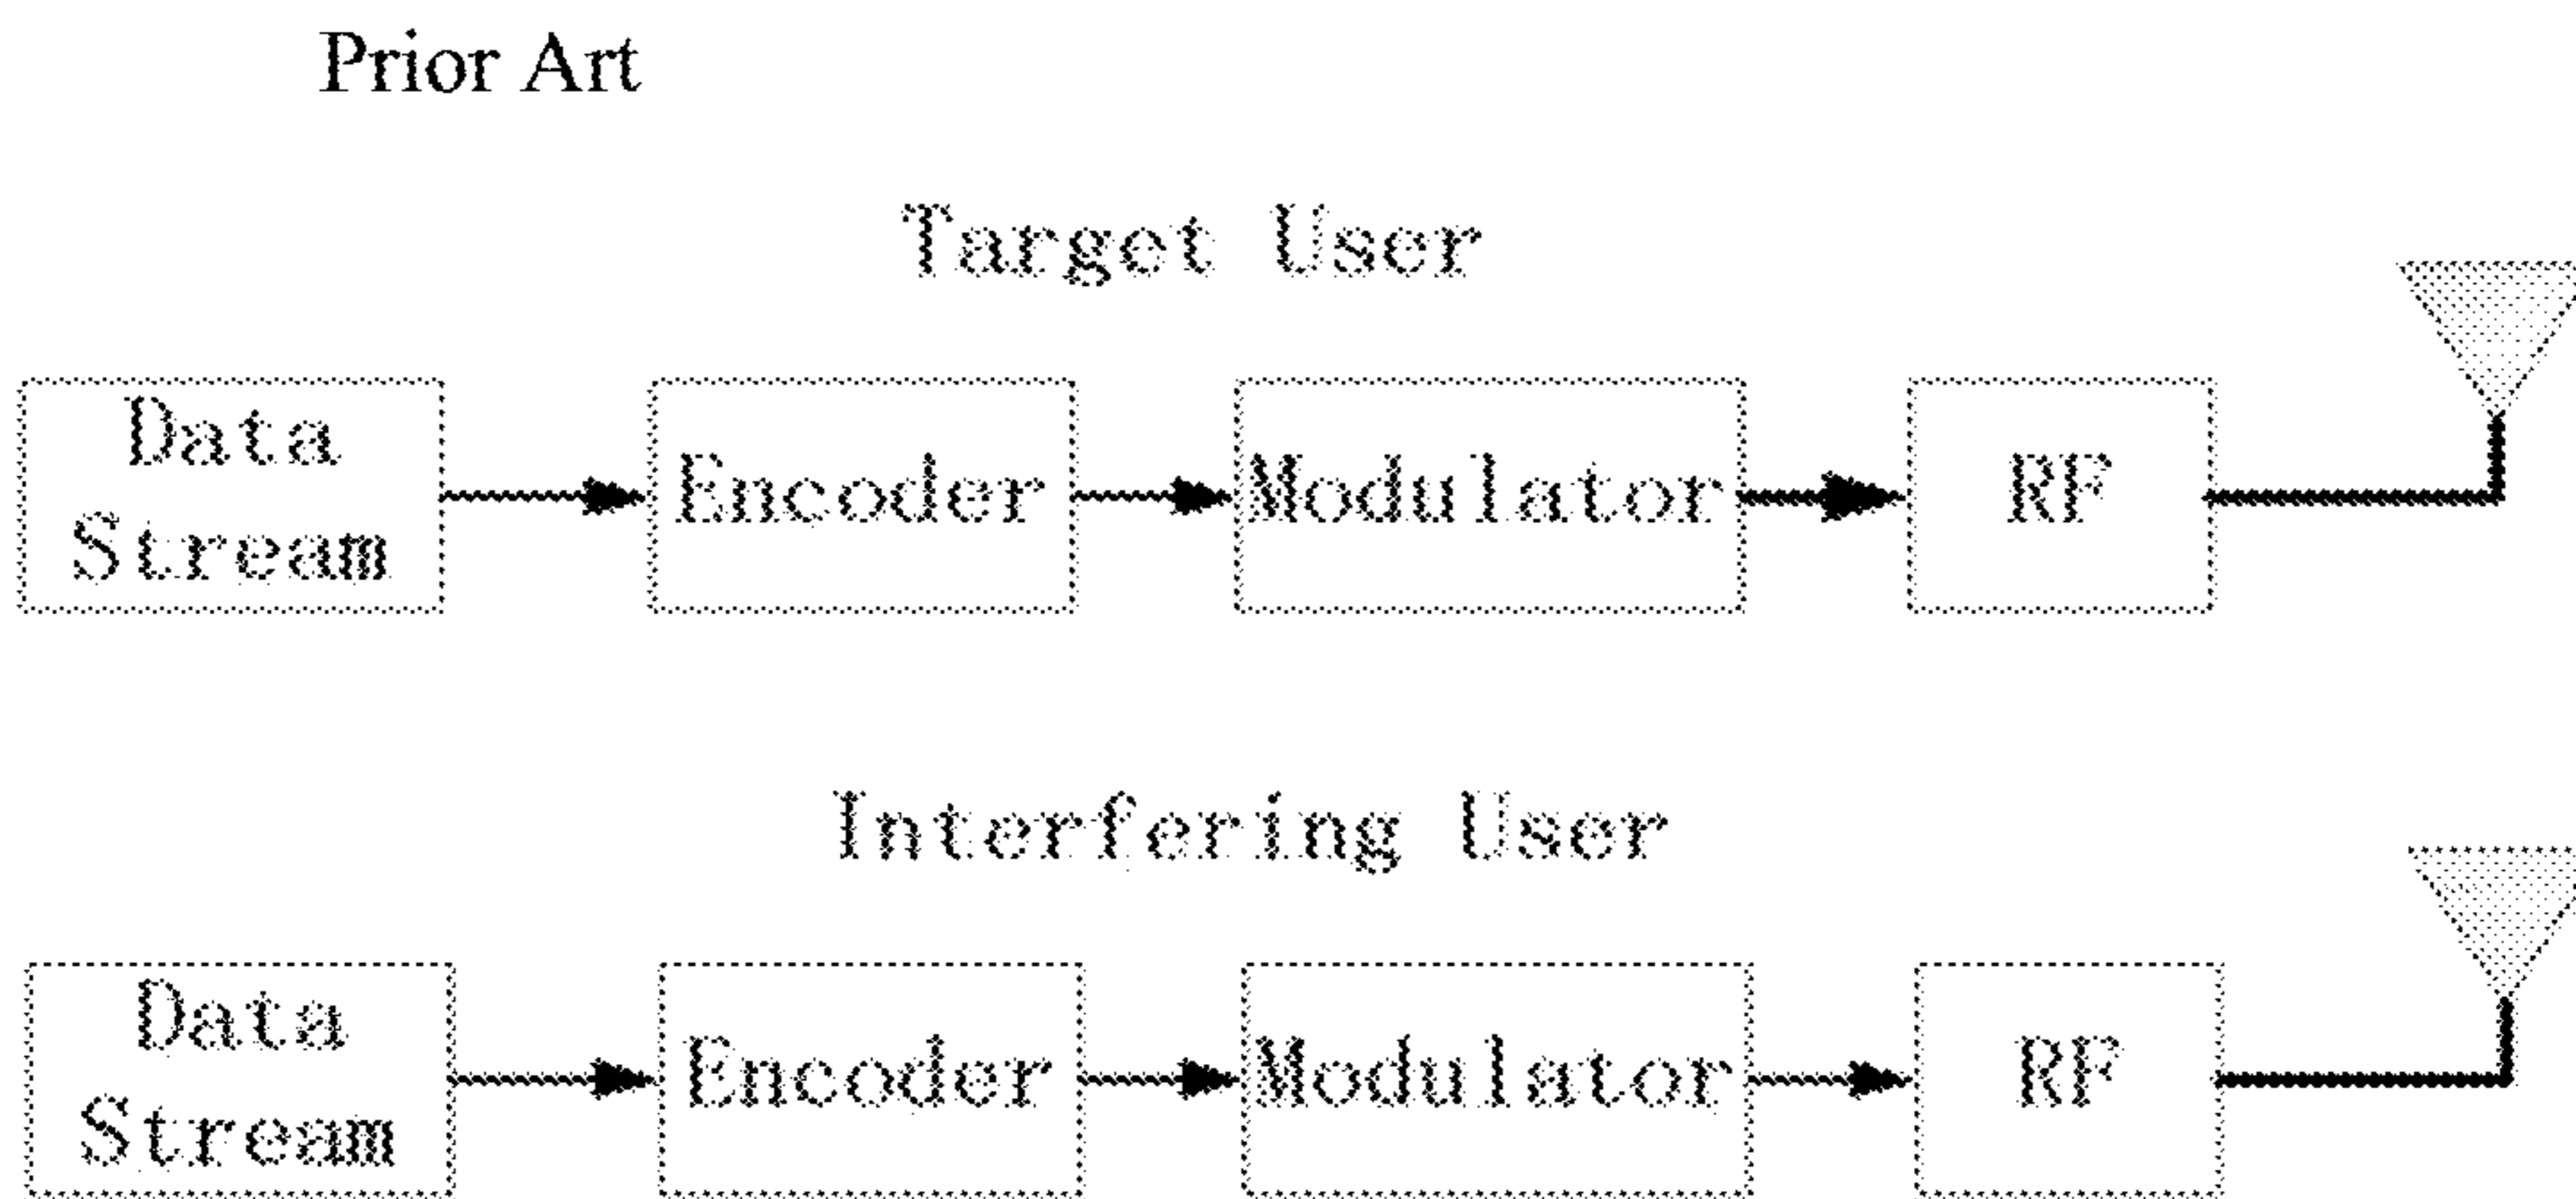 Prior Art
Target User
Data
Stream
Encoder
Modulator
RF
Interfering User
Data
Stream
Encoder
Modulator
RF